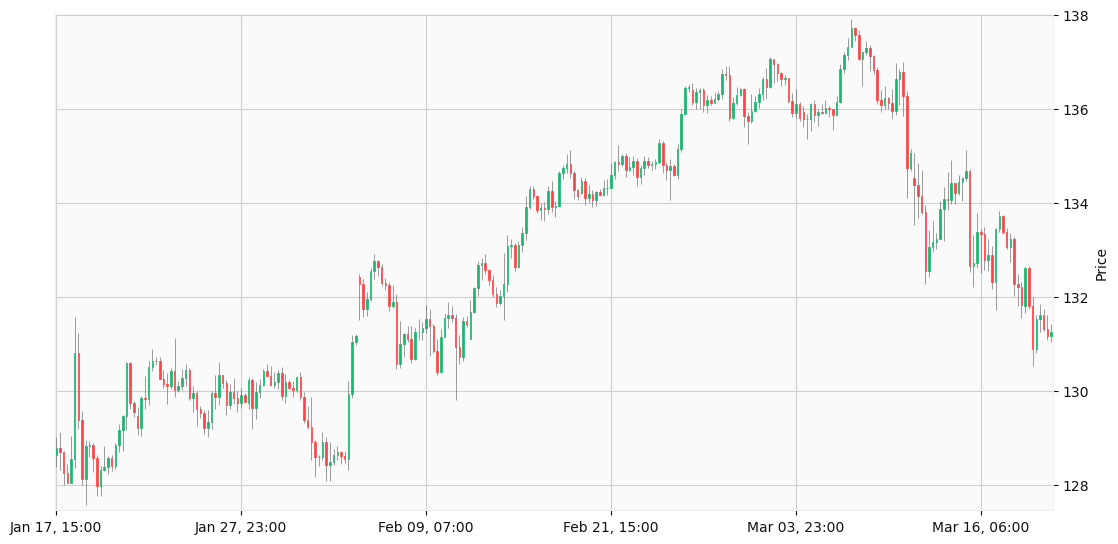 138
136
134
132
130
128
Price
Jan 17, 15:00
Jan 27, 23:00
Feb 09, 07:00
Feb 21, 15:00
Mar 03, 23:00
Mar 16, 06:00